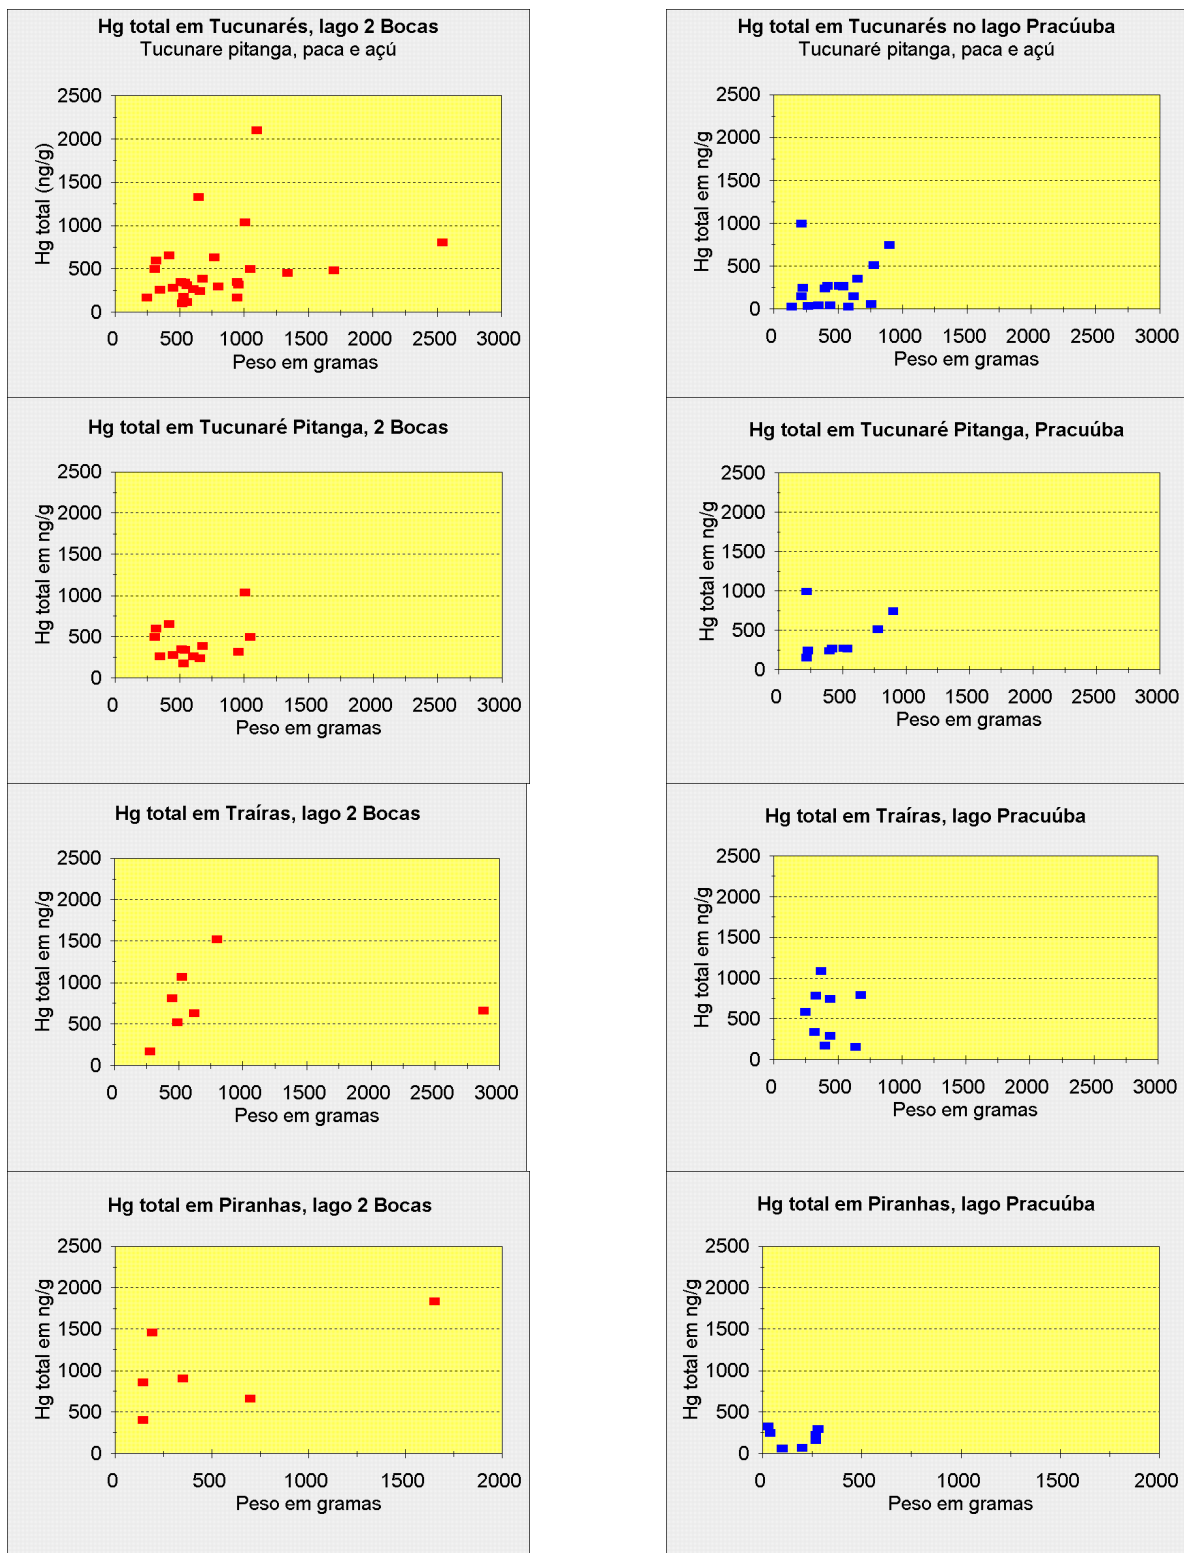 Hg total em Tucunarés, lago 2 Bocas
Tucunare pitanga, paca e açú
Hg total (ng/g)
2500
2000
1500
1000
500
0
0 500 1000 1500 2000 2500 3000
Peso em gramas
Hg total em Tucunarés no lago Pracúuba
Tucunaré pitanga, paca e açú
Hg total em ng/g
2500
2000
1500
1000
500
0
0 500 1000 1500 2000 2500 3000
Peso em gramas
Hg total em Tucunaré Pitanga, 2 Bocas
Hg total em ng/g
2500
2000
1500
1000
500
0
0 500 1000 1500 2000 2500 3000
Peso em gramas
Hg total em Tucunaré Pitanga, Pracuúba
Hg total em ng/g
2500
2000
1500
1000
500
0
0 500 1000 1500 2000 2500 3000
Peso em gramas
Hg total em Traíras, lago 2 Bocas
Hg total em ng/g
2500
2000
1500
1000
500
0
0 500 1000 1500 2000 2500 3000
Peso em gramas
Hg total em Traíras, lago Pracuúba
Hg total em ng/g
2500
2000
1500
1000
500
0
0 500 1000 1500 2000 2500 3000
Peso em gramas
Hg total em Piranhas, lago 2 Bocas
Hg total em ng/g
2500
2000
1500
1000
500
0
0 500 1000 1500 2000
Peso em gramas
Hg total em Piranhas, lago Pracuúba
Hg total em ng/g
2500
2000
1500
1000
500
0
0 500 1000 1500 2000
Peso em gramas